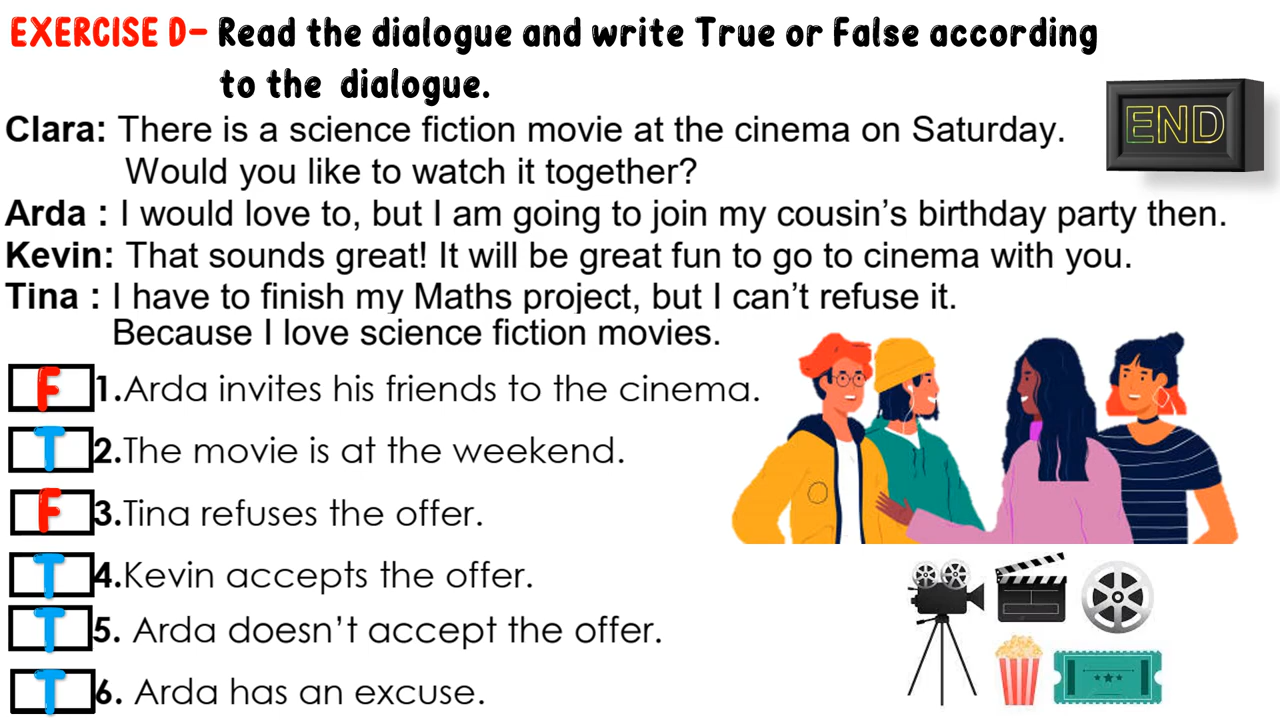 EXERCISE D- Read the dialogue and write True or False according
to the dialogue.
END
Clara: There is a science fiction movie at the cinema on Saturday.
Would you like to watch it together?
Arda : I would love to, but I am going to join my cousin’s birthday party then.
Kevin: That sounds great! It will be great fun to go to cinema with you.
Tina : I have to finish my Maths project, but I can’t refuse it.
Because I love science fiction movies.
F 1.Arda invites his friends to the cinema.
T 2.The movie is at the weekend.
F 3.Tina refuses the offer.
T 4.Kevin accepts the offer.
T 5. Arda doesn’t accept the offer.
T 6. Arda has an excuse.